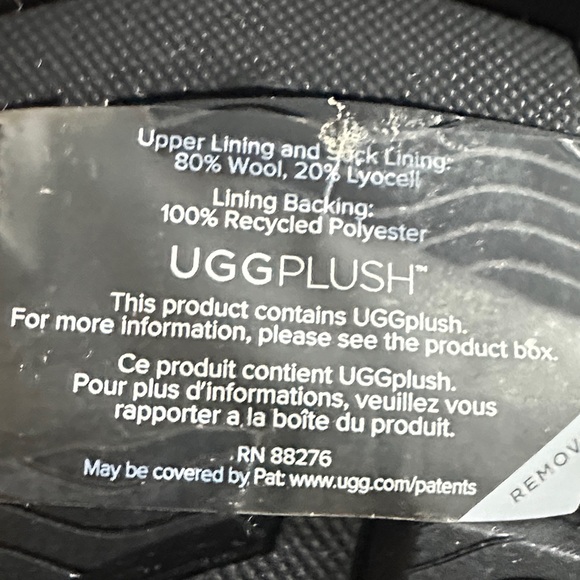 Upper Lining and Sock Lining:
80% Wool, 20% Lyocell
Lining Backing:
100% Recycled Polyester
UGGPLUSH™
This product contains UGGplush.
For more information, please see the product box.
Ce produit contient UGGplush.
Pour plus d'informations, veuillez vous
rapporter a la boîte du produit.
RN 88276
May be covered by Pat: www.ugg.com/patents
REMOV